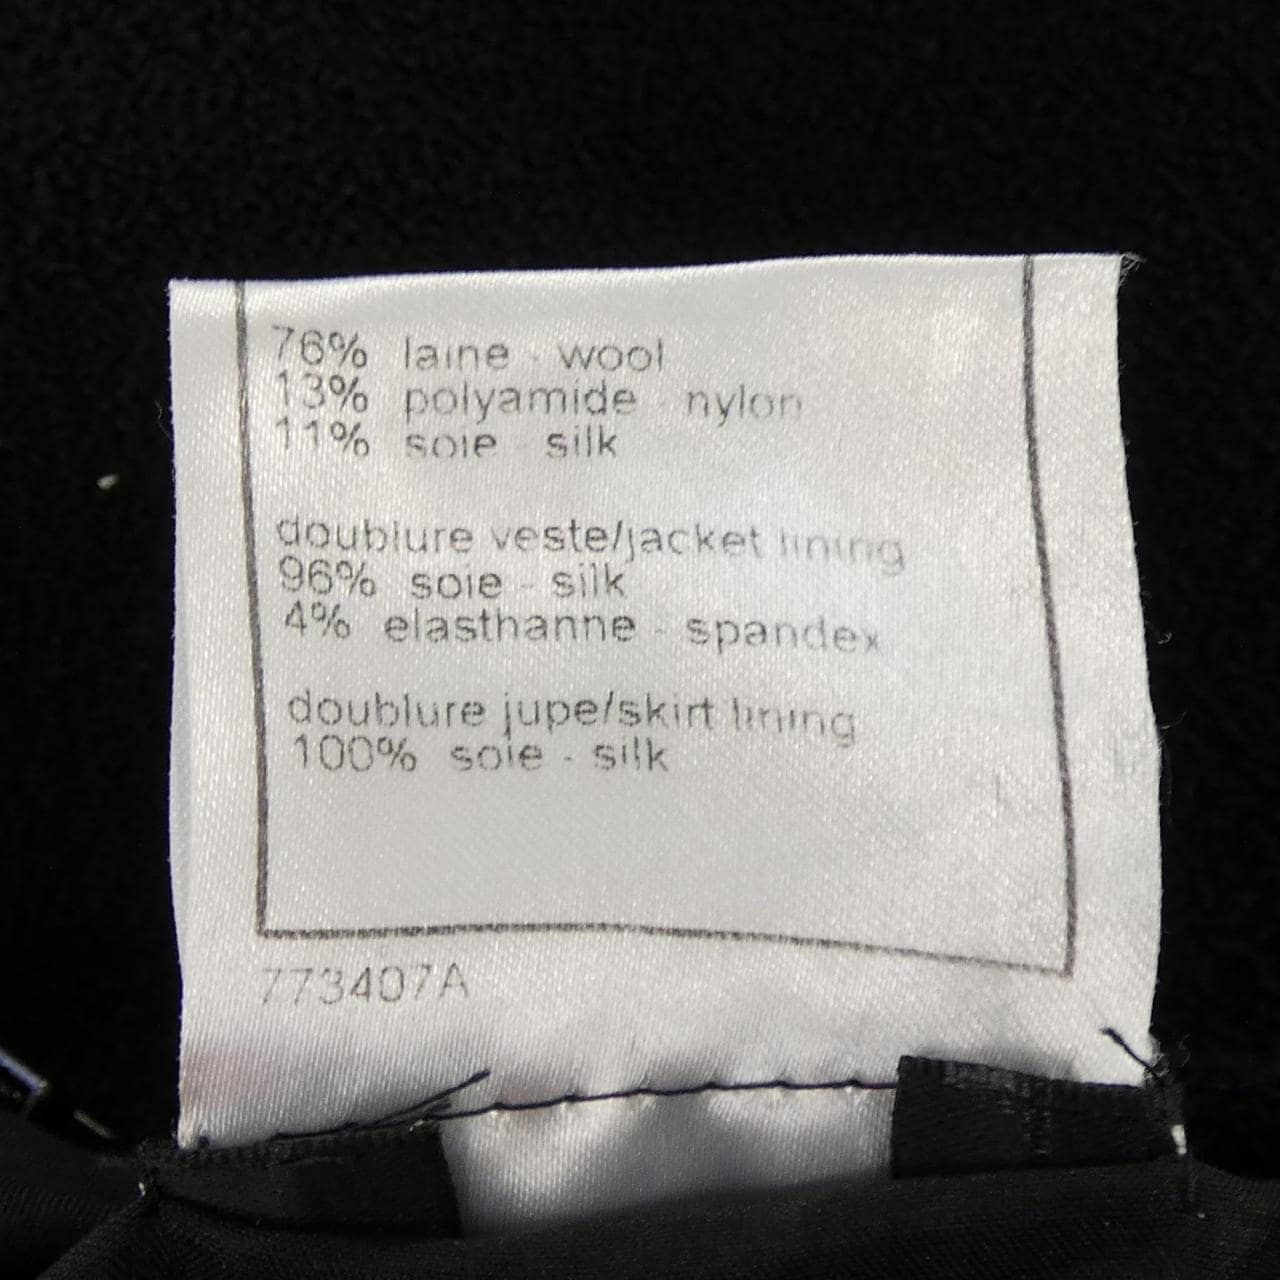 76% laine - wool
13% polyamide - nylon
11% soie - silk
doublure veste/jacket lining
96% soie - silk
4% elasthanne - spandex
doublure jupe/skirt lining
100% soie - silk
773407A